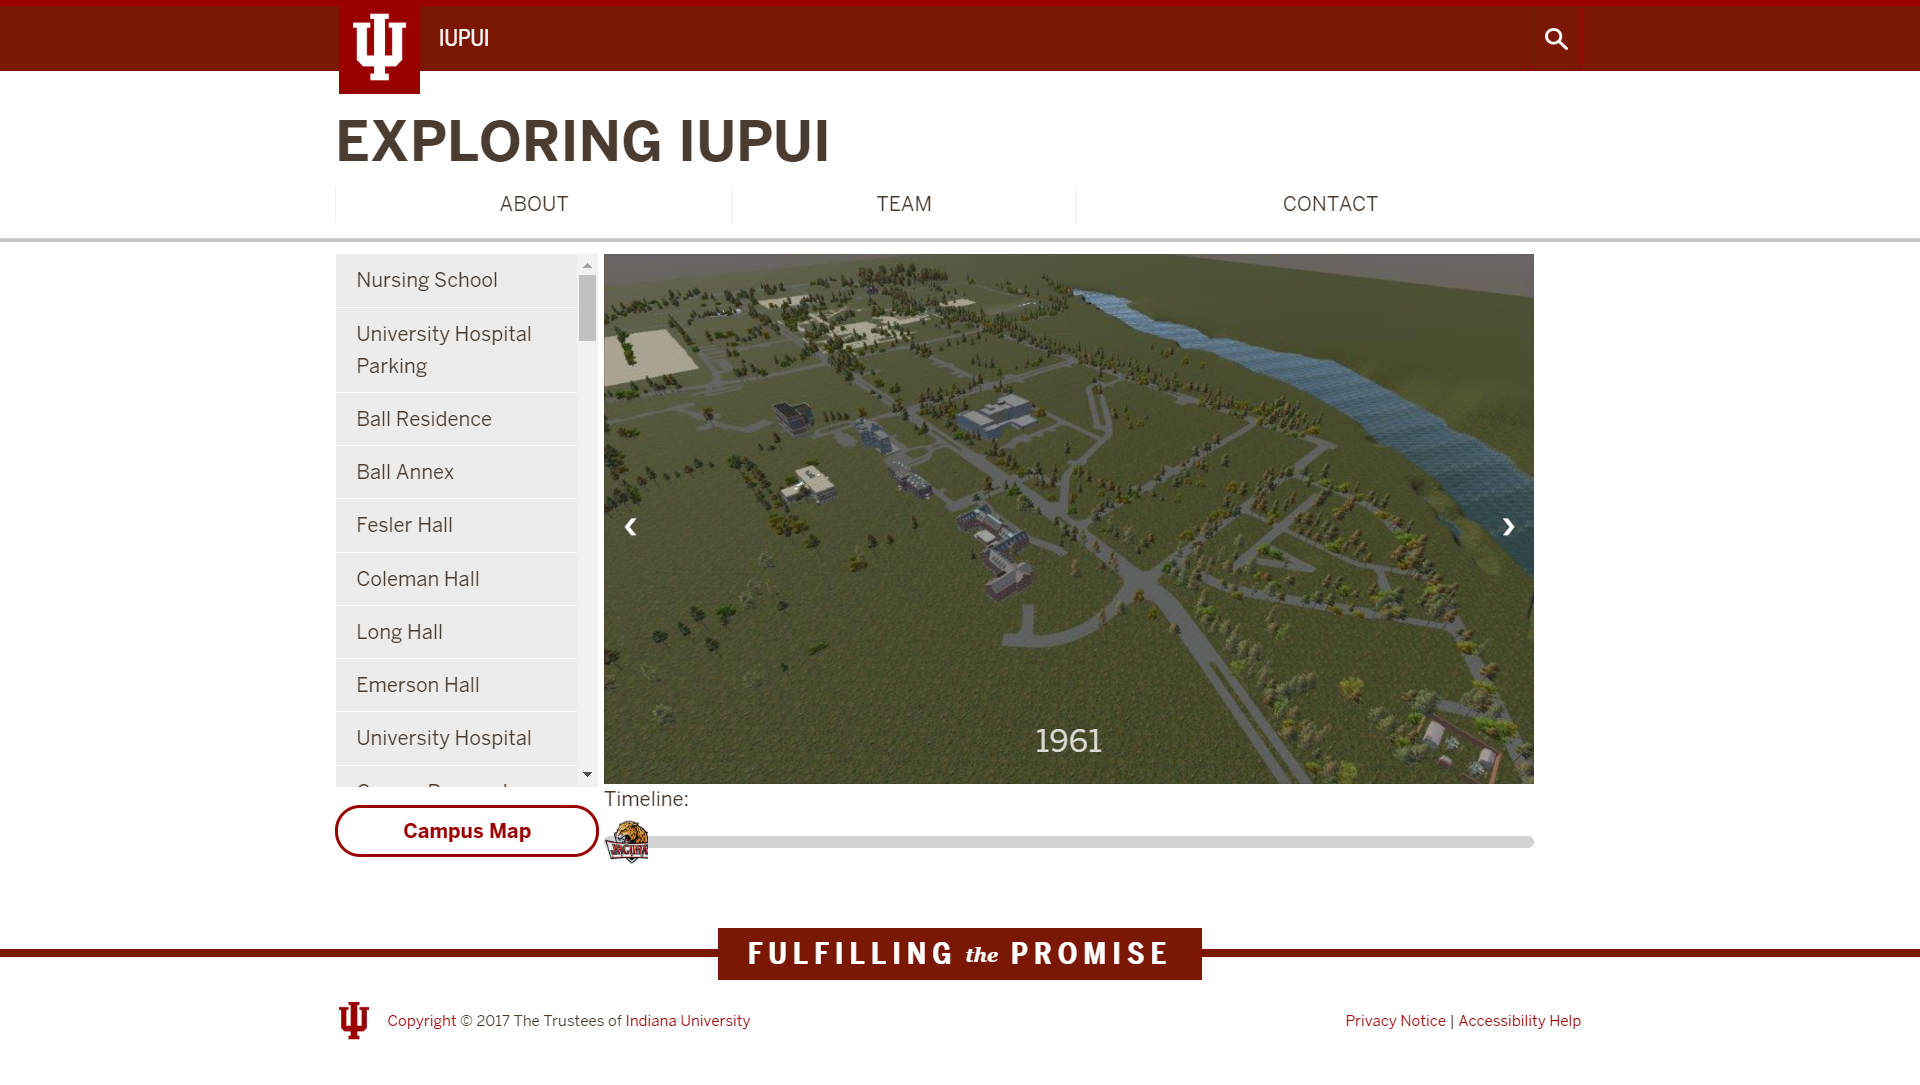 IUPUI
EXPLORING IUPUI
ABOUT
TEAM
CONTACT
Nursing School
University Hospital
Parking
Ball Residence
Ball Annex
Fesler Hall
Coleman Hall
Long Hall
Emerson Hall
University Hospital
1961
Campus Map
Timeline:
FULFILLING the PROMISE
Copyright © 2017 The Trustees of Indiana University
Privacy Notice | Accessibility Help